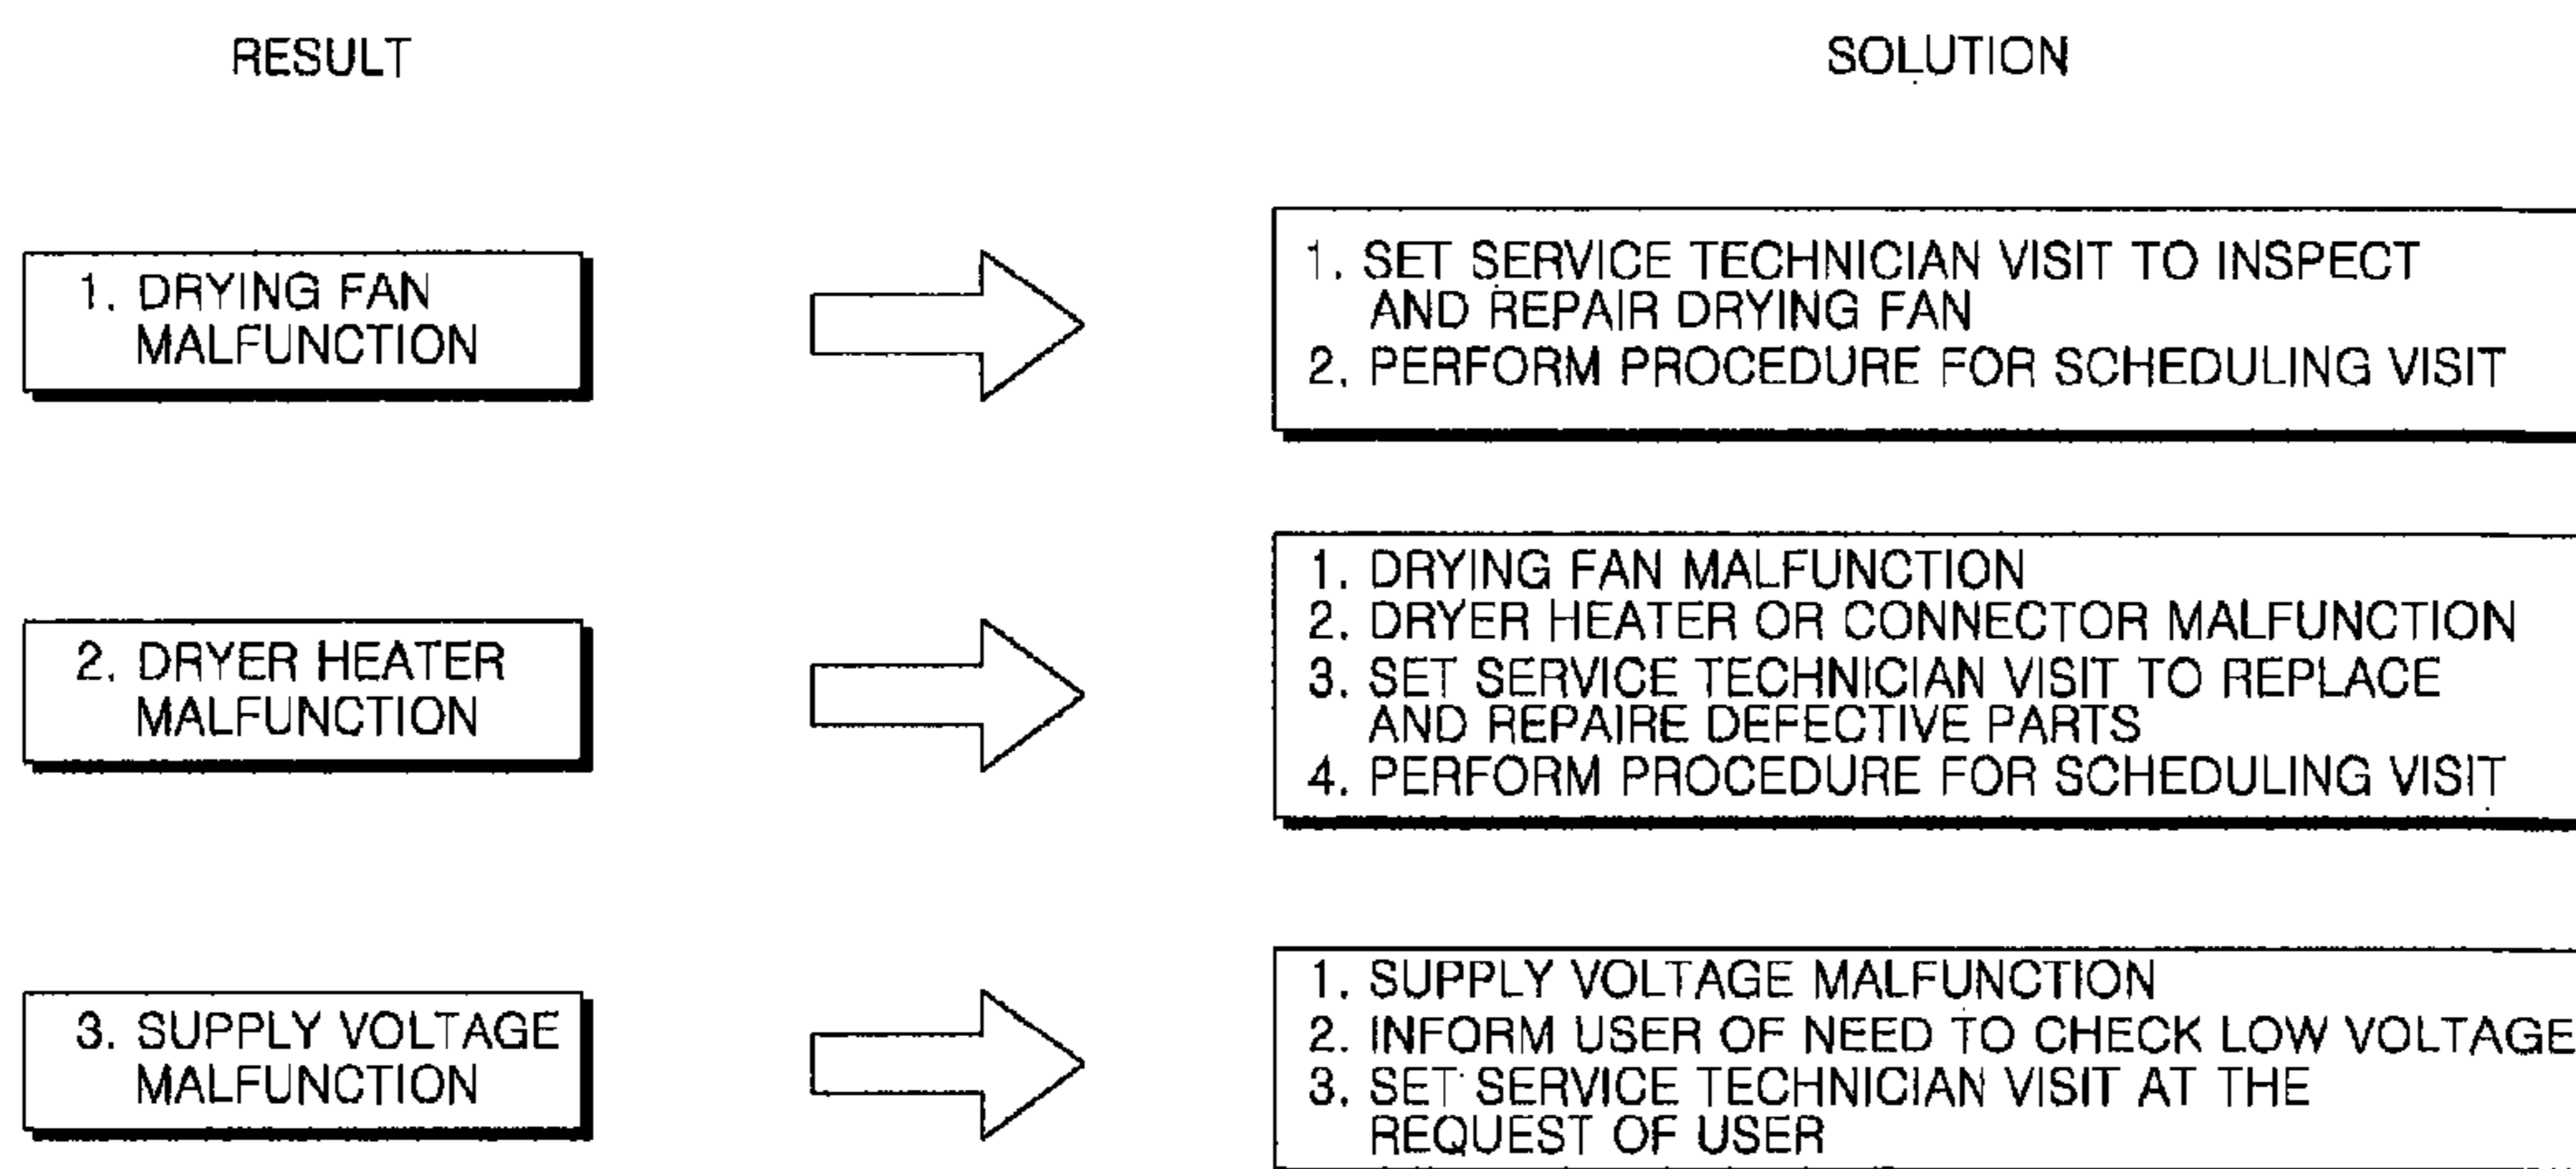 RESULT
SOLUTION
1. DRYING FAN
MALFUNCTION
1. SET SERVICE TECHNICIAN VISIT TO INSPECT
AND REPAIR DRYING FAN
2. PERFORM PROCEDURE FOR SCHEDULING VISIT
2. DRYER HEATER
MALFUNCTION
1. DRYING FAN MALFUNCTION
2. DRYER HEATER OR CONNECTOR MALFUNCTION
3. SET SERVICE TECHNICIAN VISIT TO REPLACE
AND REPAIRE DEFECTIVE PARTS
4. PERFORM PROCEDURE FOR SCHEDULING VISIT
3. SUPPLY VOLTAGE
MALFUNCTION
1. SUPPLY VOLTAGE MALFUNCTION
2. INFORM USER OF NEED TO CHECK LOW VOLTAGE
3. SET SERVICE TECHNICIAN VISIT AT THE
REQUEST OF USER